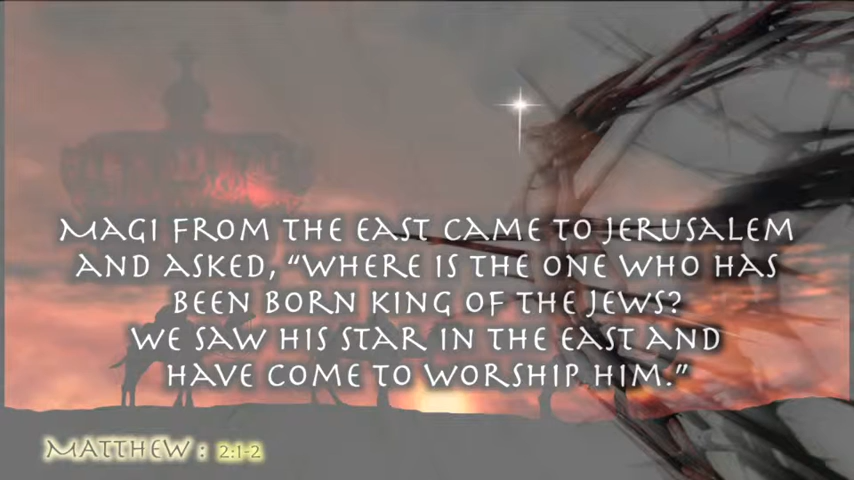 MAGI FROM THE EAST CAME TO JERUSALEM
AND ASKED, “WHERE IS THE ONE WHO HAS
BEEN BORN KING OF THE JEWS?
WE SAW HIS STAR IN THE EAST AND
HAVE COME TO WORSHIP HIM.”
MATTHEW : 2:1-2